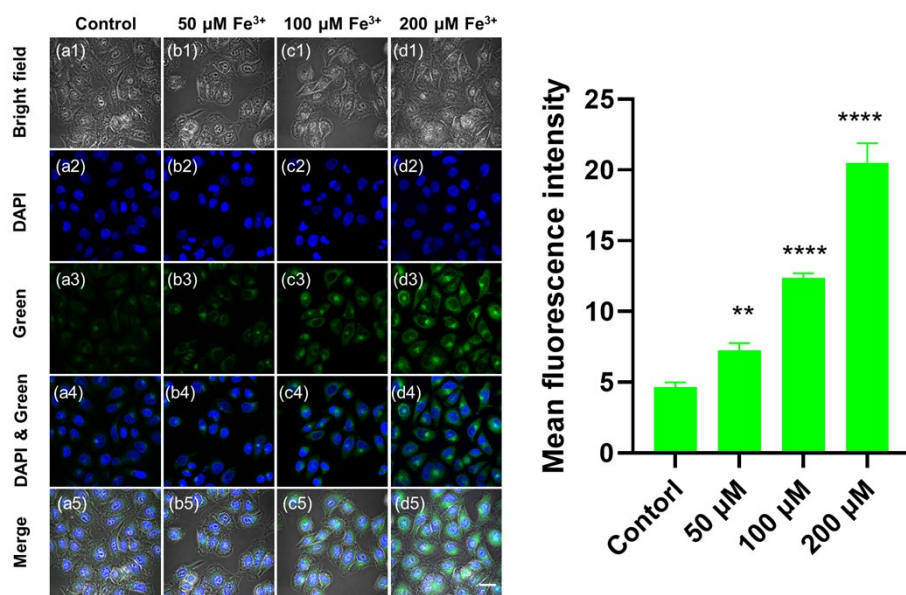 Control 50 µM Fe³⁺ 100 µM Fe³⁺ 200 µM Fe³⁺
Bright field
(a1) (b1) (c1) (d1)
DAPI
(a2) (b2) (c2) (d2)
Green
(a3) (b3) (c3) (d3)
DAPI & Green
(a4) (b4) (c4) (d4)
Merge
(a5) (b5) (c5) (d5)
Mean fluorescence intensity
25
20
15
10
5
0
**
****
****
Contorl
50 µM
100 µM
200 µM